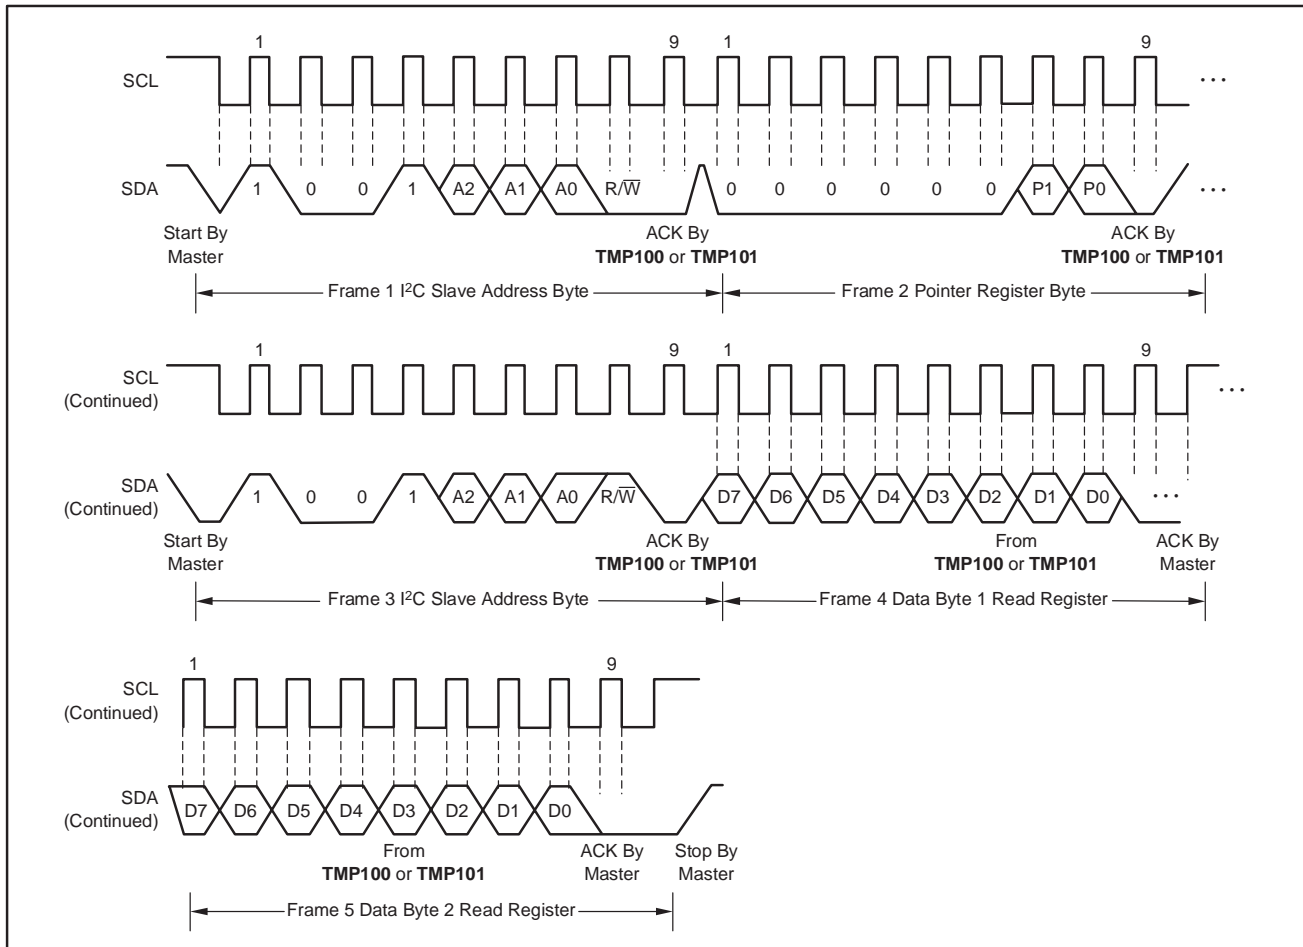 1 9 1 9
SCL ...
SDA 1 0 0 1 A2 A1 A0 R/W̅ 0 0 0 0 0 0 P1 P0 ...
Start By ACK By ACK By
Master TMP100 or TMP101 TMP100 or TMP101
Frame 1 I²C Slave Address Byte Frame 2 Pointer Register Byte
1 9 1 9
SCL
(Continued) ...
SDA 1 0 0 1 A2 A1 A0 R/W̅ D7 D6 D5 D4 D3 D2 D1 D0 ...
(Continued)
Start By ACK By From ACK By
Master TMP100 or TMP101 TMP100 or TMP101 Master
Frame 3 I²C Slave Address Byte Frame 4 Data Byte 1 Read Register
1 9
SCL
(Continued)
SDA D7 D6 D5 D4 D3 D2 D1 D0
(Continued)
From ACK By Stop By
TMP100 or TMP101 Master Master
Frame 5 Data Byte 2 Read Register